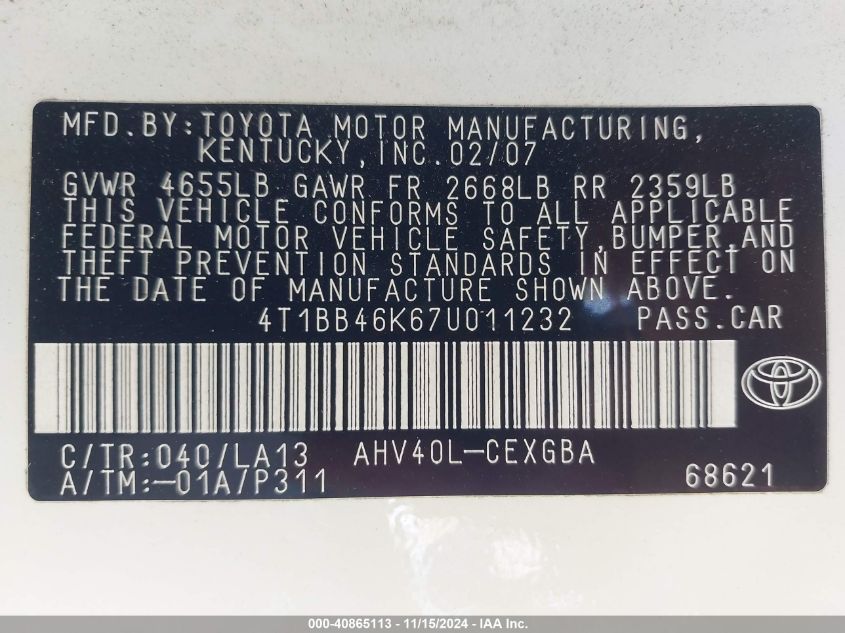 MFD.BY:TOYOTA MOTOR MANUFACTURING,
KENTUCKY,INC.02/07
GVWR 4655LB GAWR FR 2668LB RR 2359LB
THIS VEHICLE CONFORMS TO ALL APPLICABLE
FEDERAL MOTOR VEHICLE SAFETY,BUMPER,AND
THEFT PREVENTION STANDARDS IN EFFECT ON
THE DATE OF MANUFACTURE SHOWN ABOVE.
4T1BB46K67U011232 PASS.CAR
C/TR:040/LA13 AHV40L-CEXGBA
A/TM:-01A/P311 68621
000-40865113 - 11/15/2024 - IAA Inc.